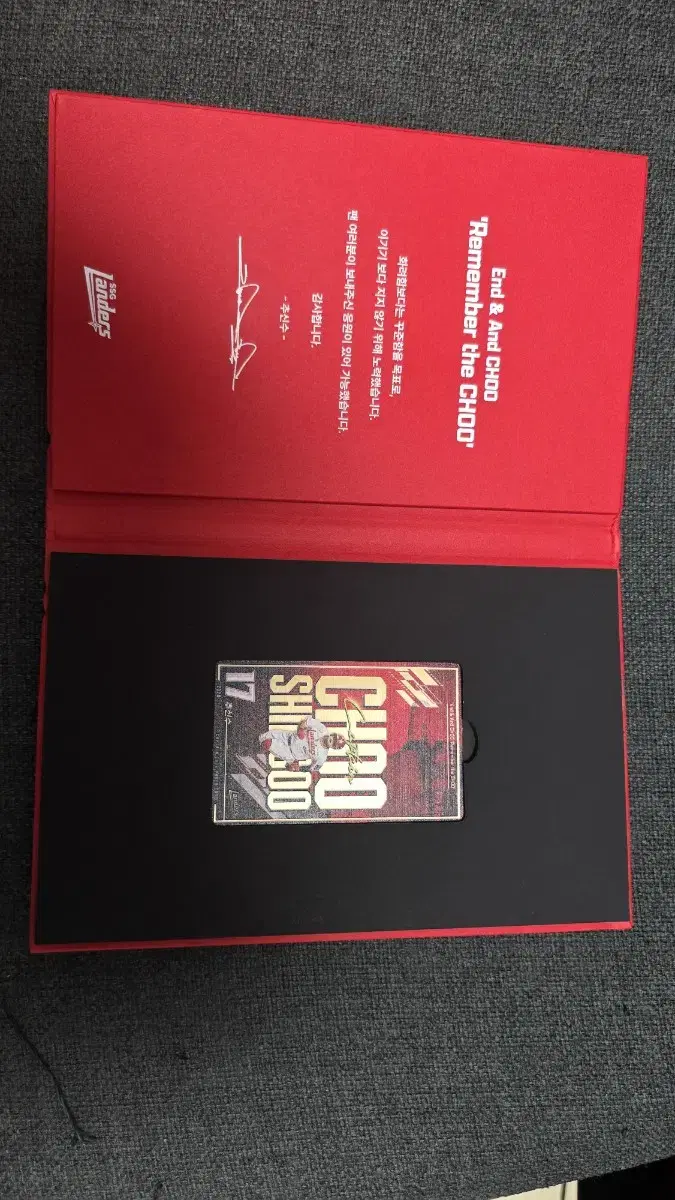 End & And CHOO
'Remember the CHOO'
화려함보다는 꾸준함을 목표로,
이기기 보다 지지 않기 위해 노력했습니다.
팬 여러분이 보내주신 응원이 있어 가능했습니다.
감사합니다.
- 추신수 -
SSG
Landers
CHOO
SHIN-SOO
17
추신수